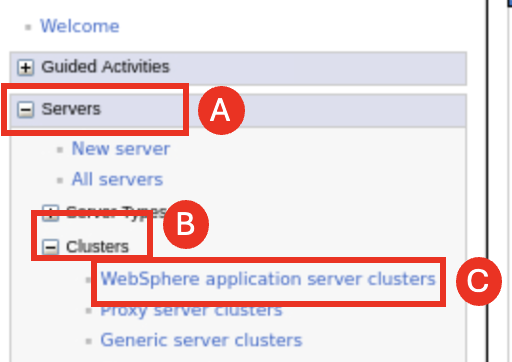 Welcome
Guided Activities
Servers
A
New server
All servers
Server Types
B
Clusters
WebSphere application server clusters
C
Proxy server clusters
Generic server clusters